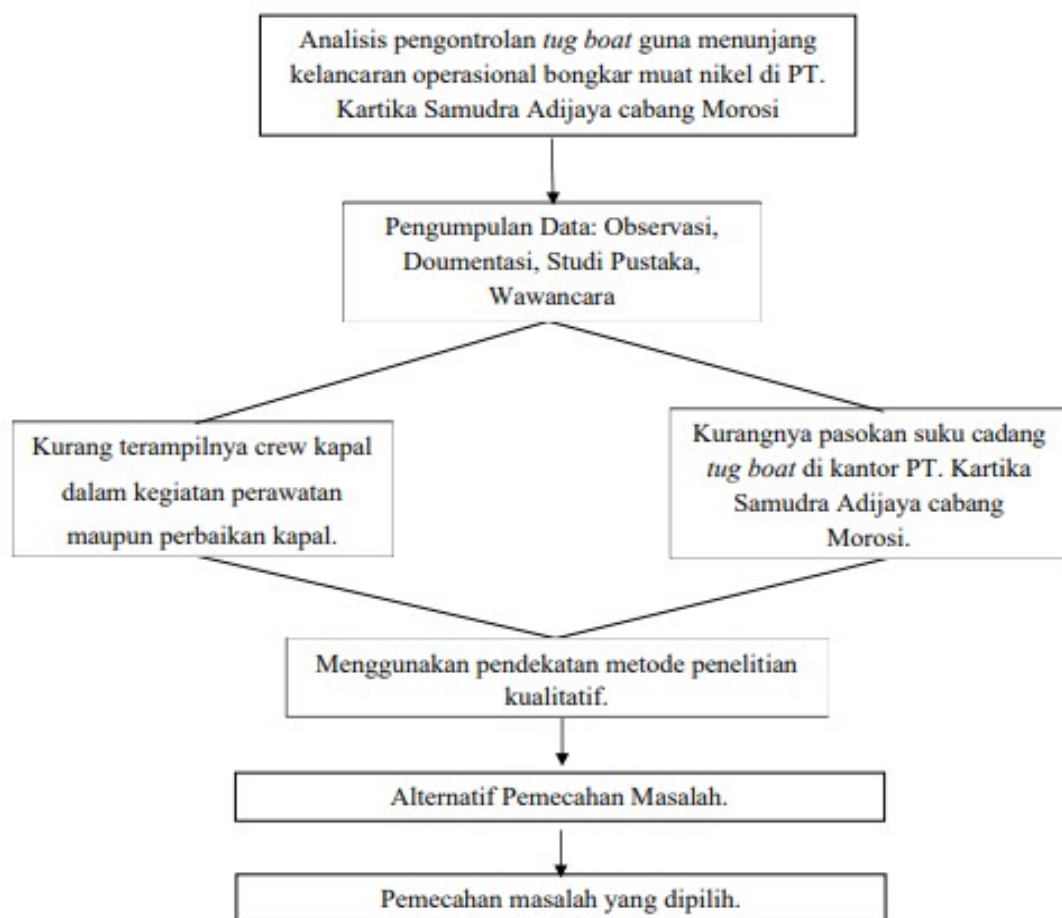 Analisis pengontrolan tug boat guna menunjang
kelancaran operasional bongkar muat nikel di PT.
Kartika Samudra Adijaya cabang Morosi
Pengumpulan Data: Observasi,
Doumentasi, Studi Pustaka,
Wawancara
Kurang terampilnya crew kapal
dalam kegiatan perawatan
maupun perbaikan kapal.
Kurangnya pasokan suku cadang
tug boat di kantor PT. Kartika
Samudra Adijaya cabang
Morosi.
Menggunakan pendekatan metode penelitian
kualitatif.
Alternatif Pemecahan Masalah.
Pemecahan masalah yang dipilih.